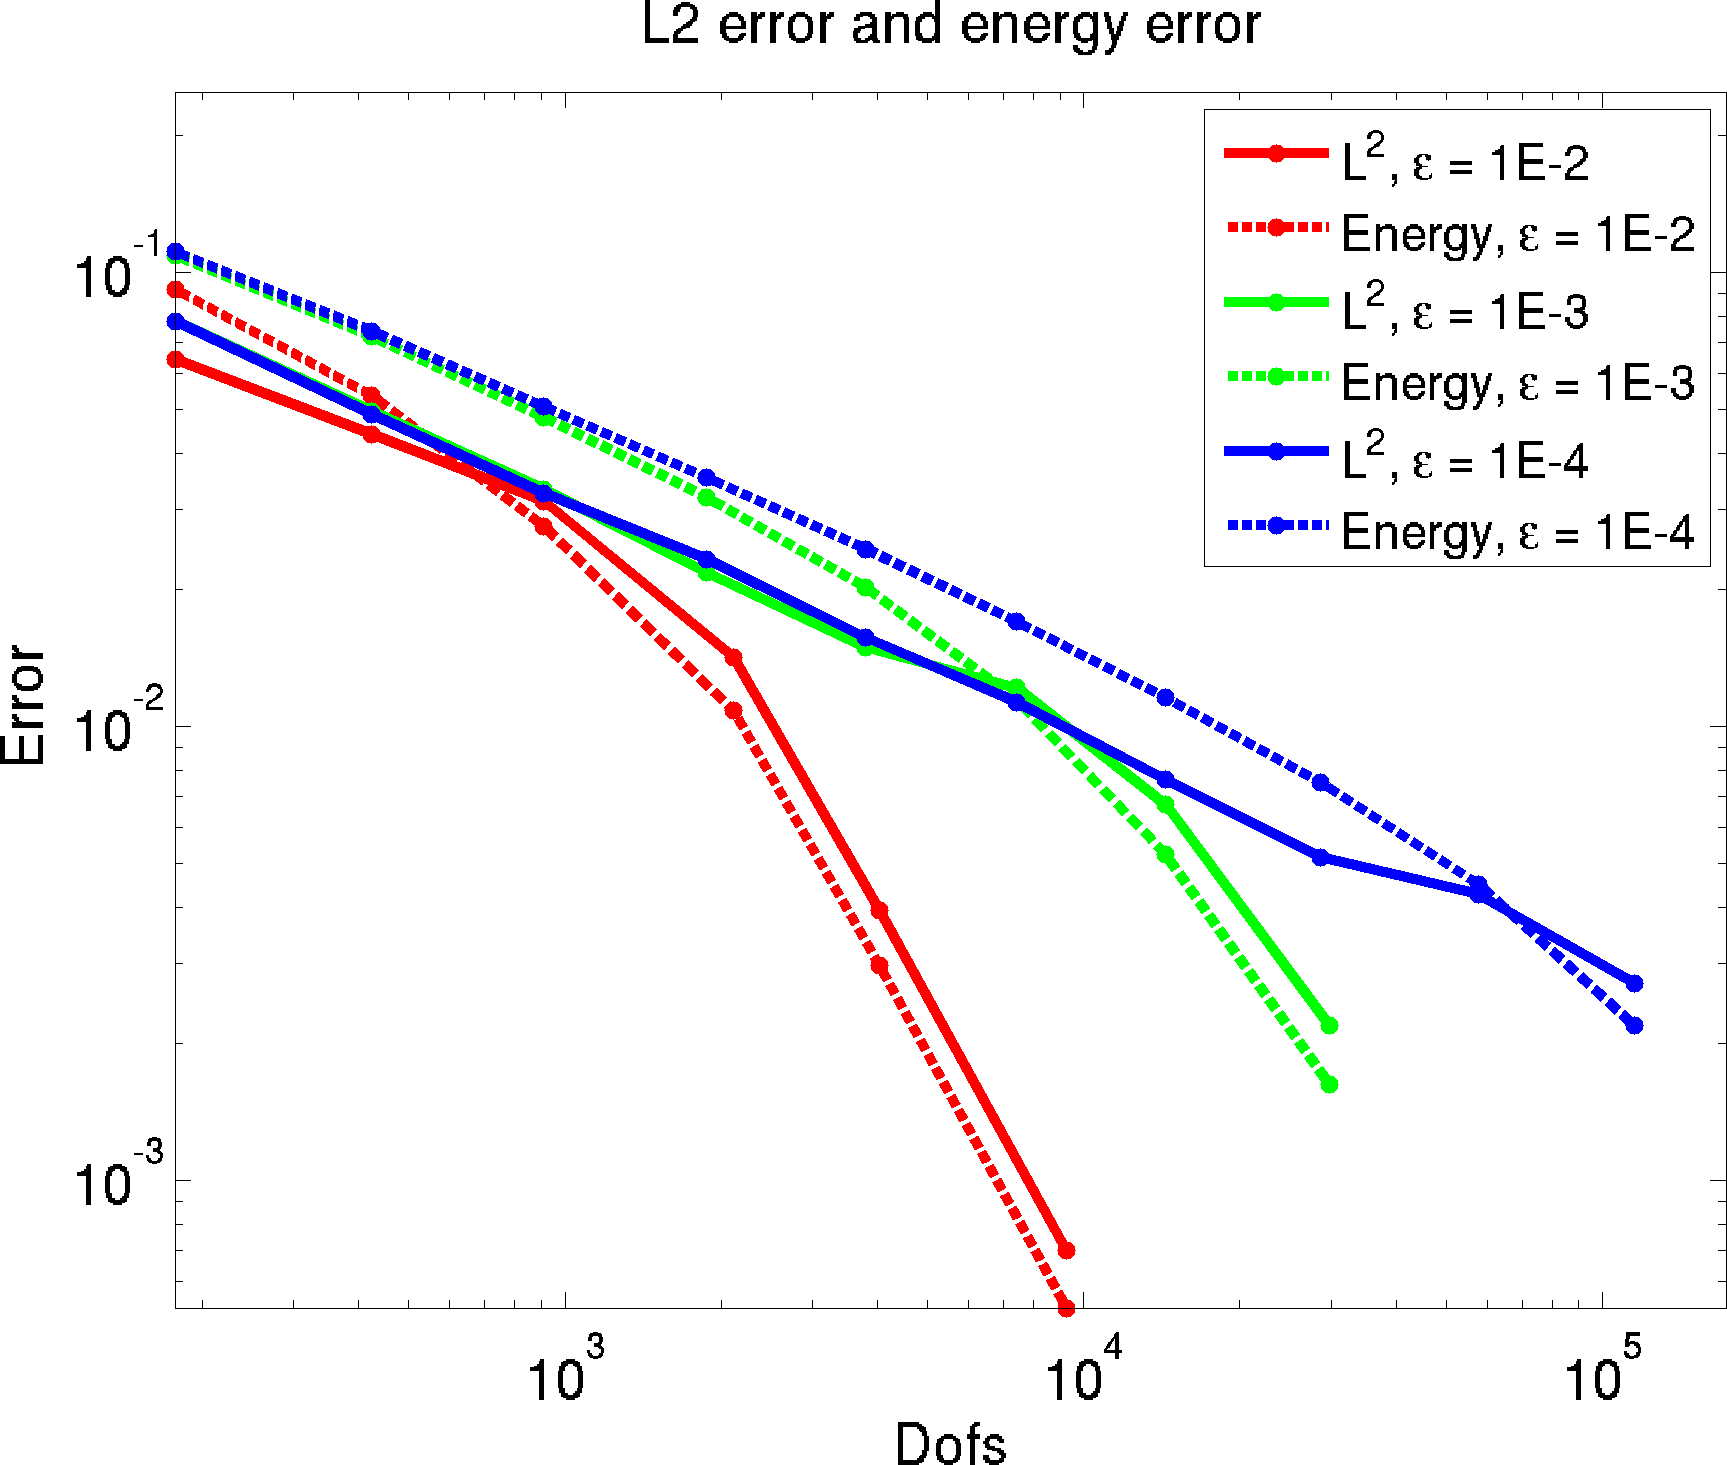 L2 error and energy error
L², ε = 1E-2
Energy, ε = 1E-2
L², ε = 1E-3
Energy, ε = 1E-3
L², ε = 1E-4
Energy, ε = 1E-4
Error
10⁻¹
10⁻²
10⁻³
10³ 10⁴ 10⁵
Dofs